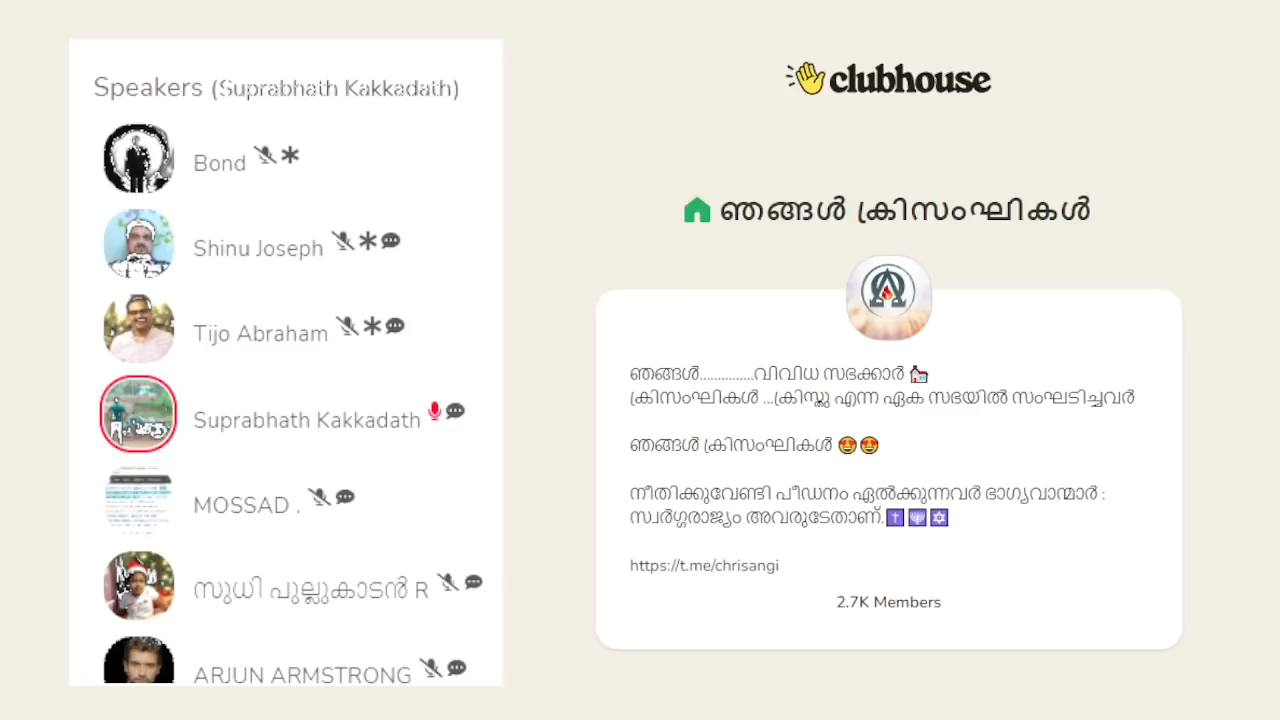 Speakers (Suprabhath Kakkadath)
Bond
Shinu Joseph
Tijo Abraham
Suprabhath Kakkadath
MOSSAD .
സുധി പുല്ലുകാടൻ R
ARJUN ARMSTRONG
clubhouse
ഞങ്ങൾ ക്രിസംഘികൾ
ഞങ്ങൾ..............വിവിധ സഭക്കാർ
ക്രിസംഘികൾ ...ക്രിസ്തു എന്ന ഏക സഭയിൽ സംഘടിച്ചവർ
ഞങ്ങൾ ക്രിസംഘികൾ 😍😍
നീതിക്കുവേണ്ടി പീഡനം ഏൽക്കുന്നവർ ഭാഗ്യവാന്മാർ :
സ്വർഗ്ഗരാജ്യം അവരുടേതാണ്.✝️🕎✡️
https://t.me/chrisangi
2.7K Members